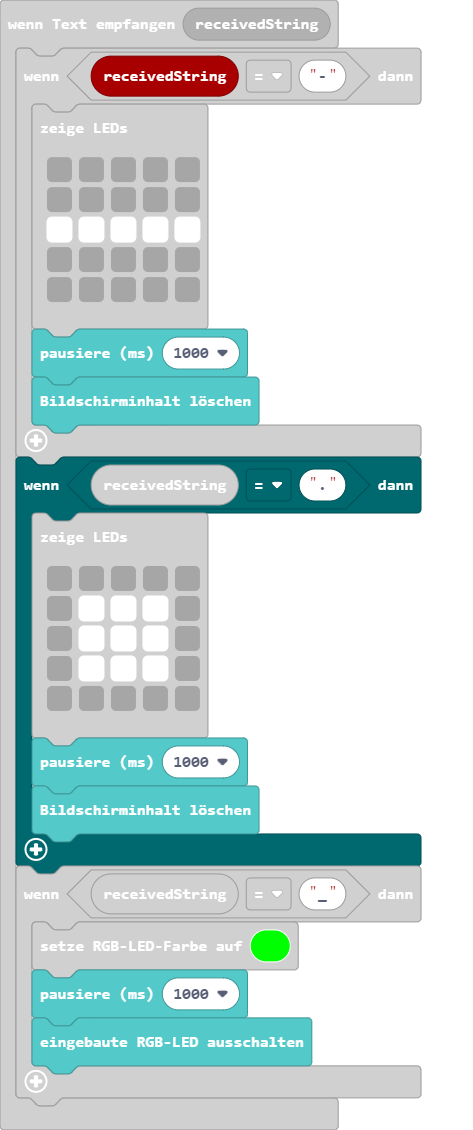 wenn Text empfangen receivedString
wenn receivedString = "-" dann
zeige LEDs
pausiere (ms) 1000
Bildschirminhalt löschen
wenn receivedString = "." dann
zeige LEDs
pausiere (ms) 1000
Bildschirminhalt löschen
wenn receivedString = "_" dann
setze RGB-LED-Farbe auf
pausiere (ms) 1000
eingebaute RGB-LED ausschalten